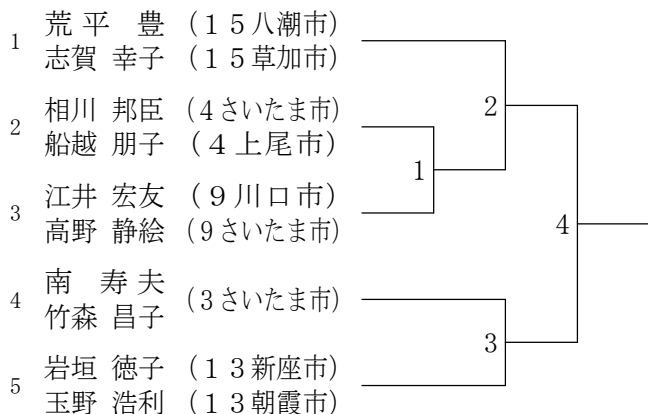 1 荒平 豊 (15八潮市)
志賀 幸子 (15草加市)
2 相川 邦臣 (4さいたま市)
船越 朋子 (4上尾市)
3 江井 宏友 (9川口市)
高野 静絵 (9さいたま市)
4 南 寿夫 (3さいたま市)
竹森 昌子
5 岩垣 徳子 (13新座市)
玉野 浩利 (13朝霞市)
2
1
4
3